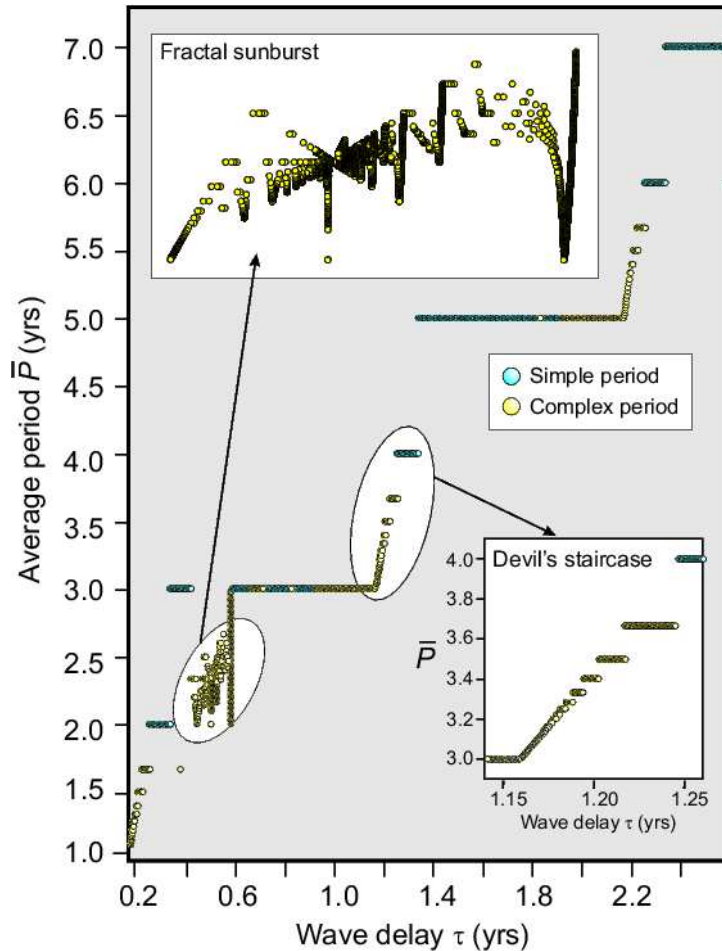 Fractal sunburst
7.0
6.5
6.0
5.5
5.0
4.5
4.0
3.5
3.0
2.5
2.0
1.5
1.0
Average period P̅ (yrs)
Simple period
Complex period
Devil's staircase
4.0
3.8
3.6
3.4
3.2
3.0
P̅
1.15 1.20 1.25
Wave delay τ (yrs)
0.2 0.6 1.0 1.4 1.8 2.2
Wave delay τ (yrs)